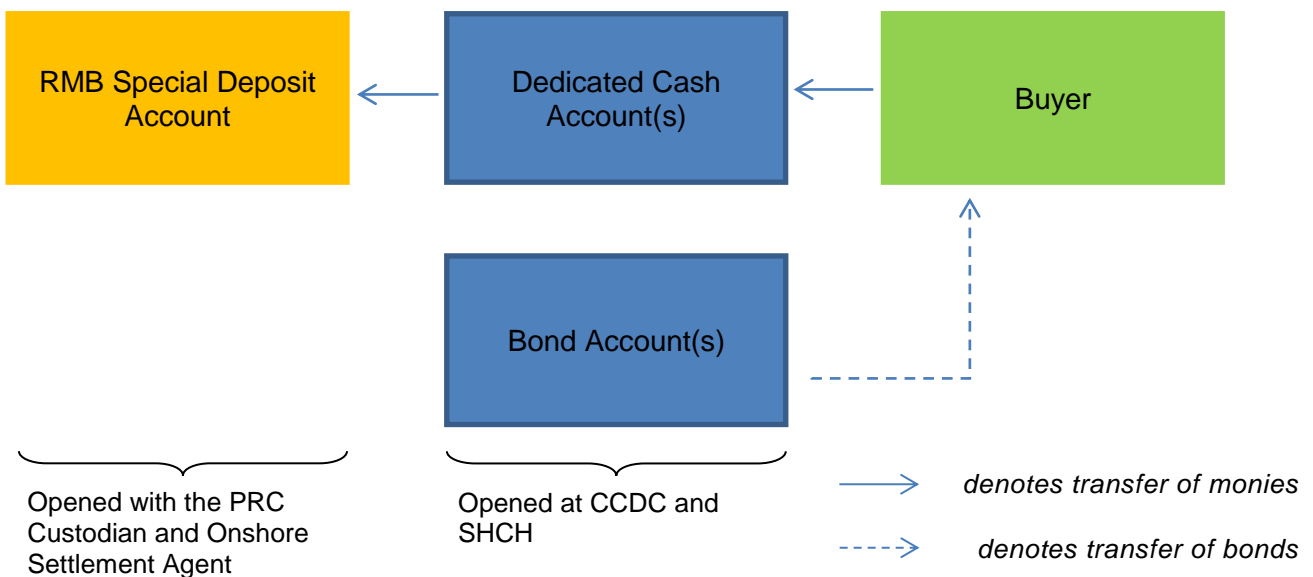 RMB Special Deposit
Account
Dedicated Cash
Account(s)
Buyer
Bond Account(s)
Opened with the PRC
Custodian and Onshore
Settlement Agent
Opened at CCDC and
SHCH
denotes transfer of monies
denotes transfer of bonds